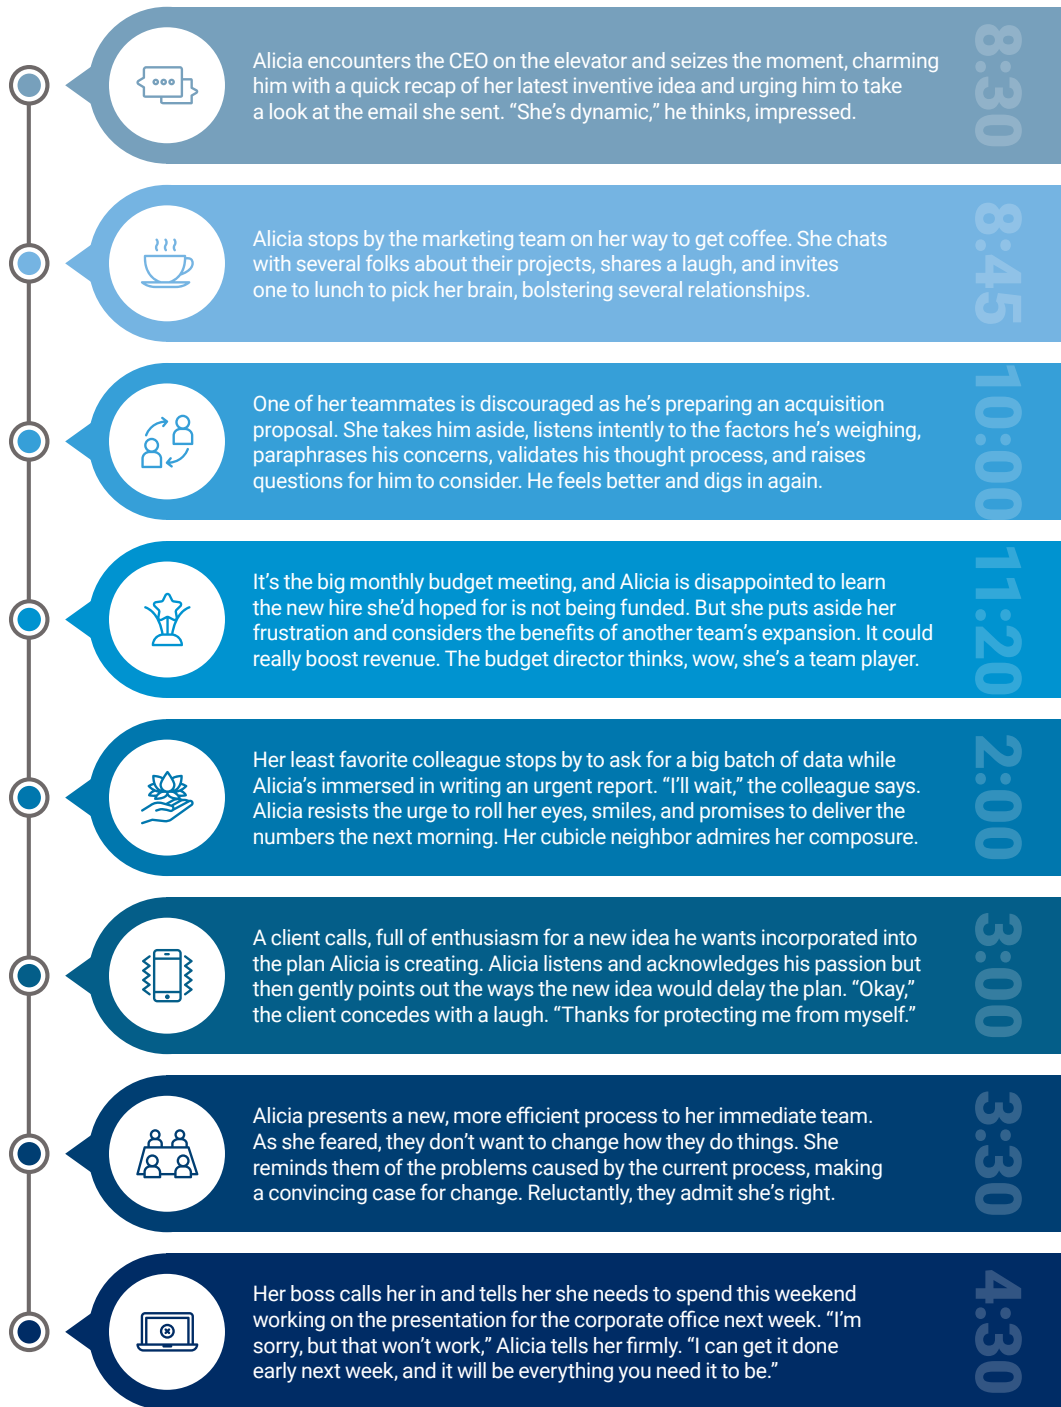 Alicia encounters the CEO on the elevator and seizes the moment, charming
him with a quick recap of her latest inventive idea and urging him to take
a look at the email she sent. “She’s dynamic,” he thinks, impressed.
8:30
Alicia stops by the marketing team on her way to get coffee. She chats
with several folks about their projects, shares a laugh, and invites
one to lunch to pick her brain, bolstering several relationships.
8:45
One of her teammates is discouraged as he’s preparing an acquisition
proposal. She takes him aside, listens intently to the factors he’s weighing,
paraphrases his concerns, validates his thought process, and raises
questions for him to consider. He feels better and digs in again.
10:00
It’s the big monthly budget meeting, and Alicia is disappointed to learn
the new hire she’d hoped for is not being funded. But she puts aside her
frustration and considers the benefits of another team’s expansion. It could
really boost revenue. The budget director thinks, wow, she’s a team player.
11:20
Her least favorite colleague stops by to ask for a big batch of data while
Alicia’s immersed in writing an urgent report. “I’ll wait,” the colleague says.
Alicia resists the urge to roll her eyes, smiles, and promises to deliver the
numbers the next morning. Her cubicle neighbor admires her composure.
2:00
A client calls, full of enthusiasm for a new idea he wants incorporated into
the plan Alicia is creating. Alicia listens and acknowledges his passion but
then gently points out the ways the new idea would delay the plan. “Okay,”
the client concedes with a laugh. “Thanks for protecting me from myself.”
3:00
Alicia presents a new, more efficient process to her immediate team.
As she feared, they don’t want to change how they do things. She
reminds them of the problems caused by the current process, making
a convincing case for change. Reluctantly, they admit she’s right.
3:30
Her boss calls her in and tells her she needs to spend this weekend
working on the presentation for the corporate office next week. “I’m
sorry, but that won’t work,” Alicia tells her firmly. “I can get it done
early next week, and it will be everything you need it to be.”
4:30